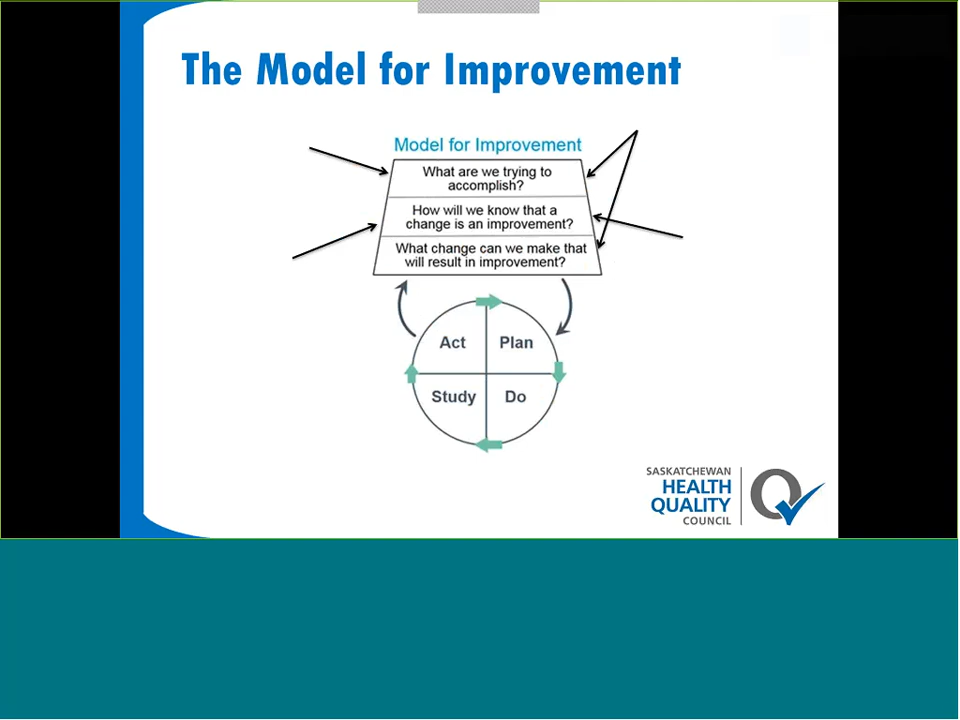 The Model for Improvement
Model for Improvement
What are we trying to
accomplish?
How will we know that a
change is an improvement?
What change can we make that
will result in improvement?
Act
Plan
Study
Do
SASKATCHEWAN
HEALTH
QUALITY
COUNCIL